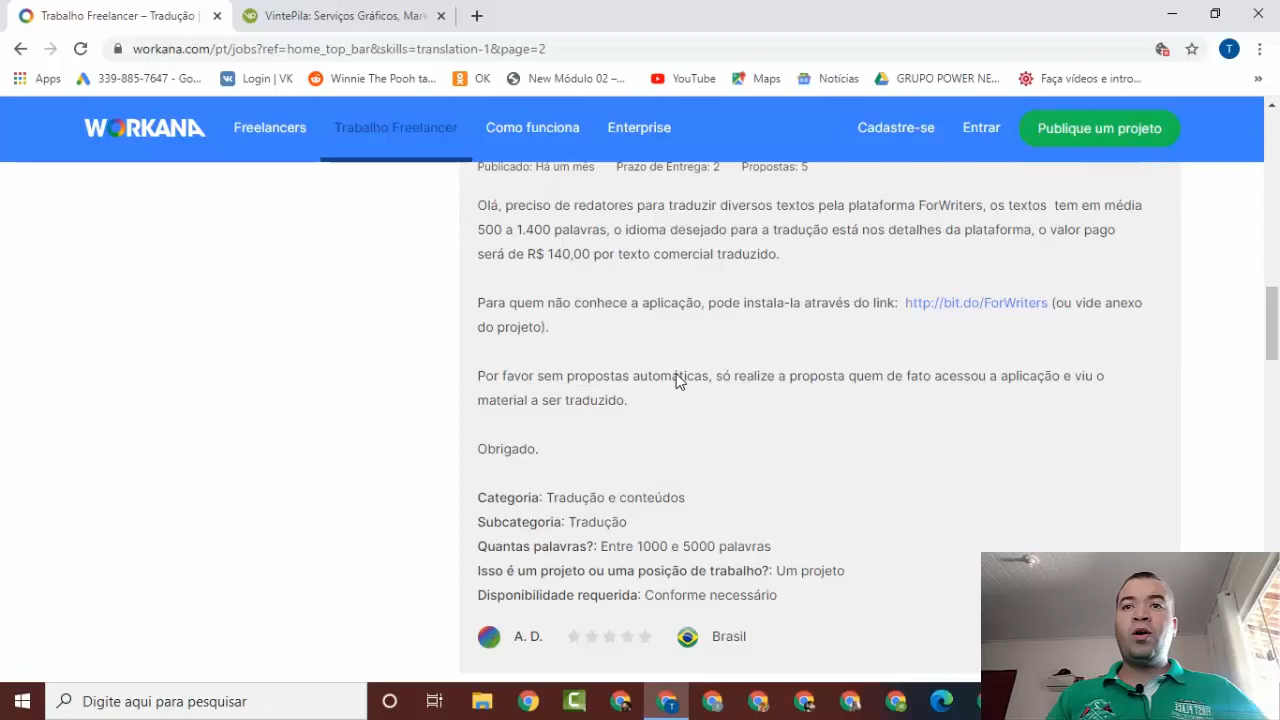 Trabalho Freelancer – Tradução |
VintePila: Serviços Gráficos, Mark
workana.com/pt/jobs?ref=home_top_bar&skills=translation-1&page=2
T
Apps
339-885-7647 - Go...
Login | VK
Winnie The Pooh ta...
OK
New Módulo 02 –...
YouTube
Maps
Notícias
GRUPO POWER NE...
Faça vídeos e intro...
»
WORKANA
Freelancers
Trabalho Freelancer
Como funciona
Enterprise
Cadastre-se
Entrar
Publique um projeto
Publicado: Há um mês Prazo de Entrega: 2 Propostas: 5
Olá, preciso de redatores para traduzir diversos textos pela plataforma ForWriters, os textos tem em média
500 a 1.400 palavras, o idioma desejado para a tradução está nos detalhes da plataforma, o valor pago
será de R$ 140,00 por texto comercial traduzido.
Para quem não conhece a aplicação, pode instala-la através do link: http://bit.do/ForWriters (ou vide anexo
do projeto).
Por favor sem propostas automáticas, só realize a proposta quem de fato acessou a aplicação e viu o
material a ser traduzido.
Obrigado.
Categoria: Tradução e conteúdos
Subcategoria: Tradução
Quantas palavras?: Entre 1000 e 5000 palavras
Isso é um projeto ou uma posição de trabalho?: Um projeto
Disponibilidade requerida: Conforme necessário
A. D.
Brasil
Digite aqui para pesquisar